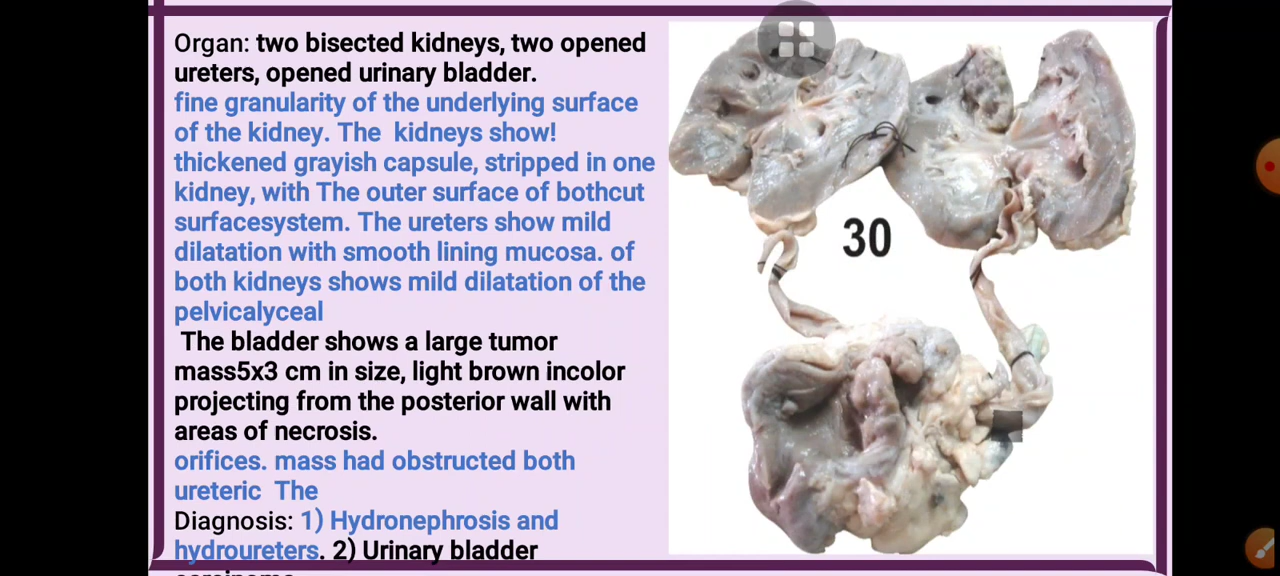 Organ: two bisected kidneys, two opened
ureters, opened urinary bladder.
fine granularity of the underlying surface
of the kidney. The kidneys show!
thickened grayish capsule, stripped in one
kidney, with The outer surface of bothcut
surfacesystem. The ureters show mild
dilatation with smooth lining mucosa. of
both kidneys shows mild dilatation of the
pelvicalyceal
The bladder shows a large tumor
mass5x3 cm in size, light brown incolor
projecting from the posterior wall with
areas of necrosis.
orifices. mass had obstructed both
ureteric The
Diagnosis: 1) Hydronephrosis and
hydroureters. 2) Urinary bladder
30